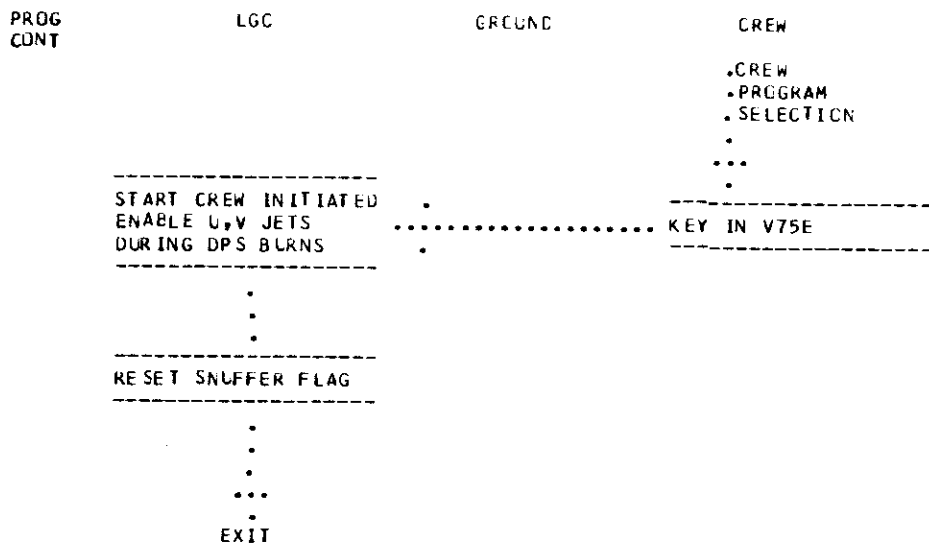 PROG LGC GROUND CREW
CONT
CREW
PROGRAM
SELECTION
START CREW INITIATED
ENABLE U,V JETS
DURING DPS BURNS
KEY IN V75E
RESET SNUFFER FLAG
EXIT